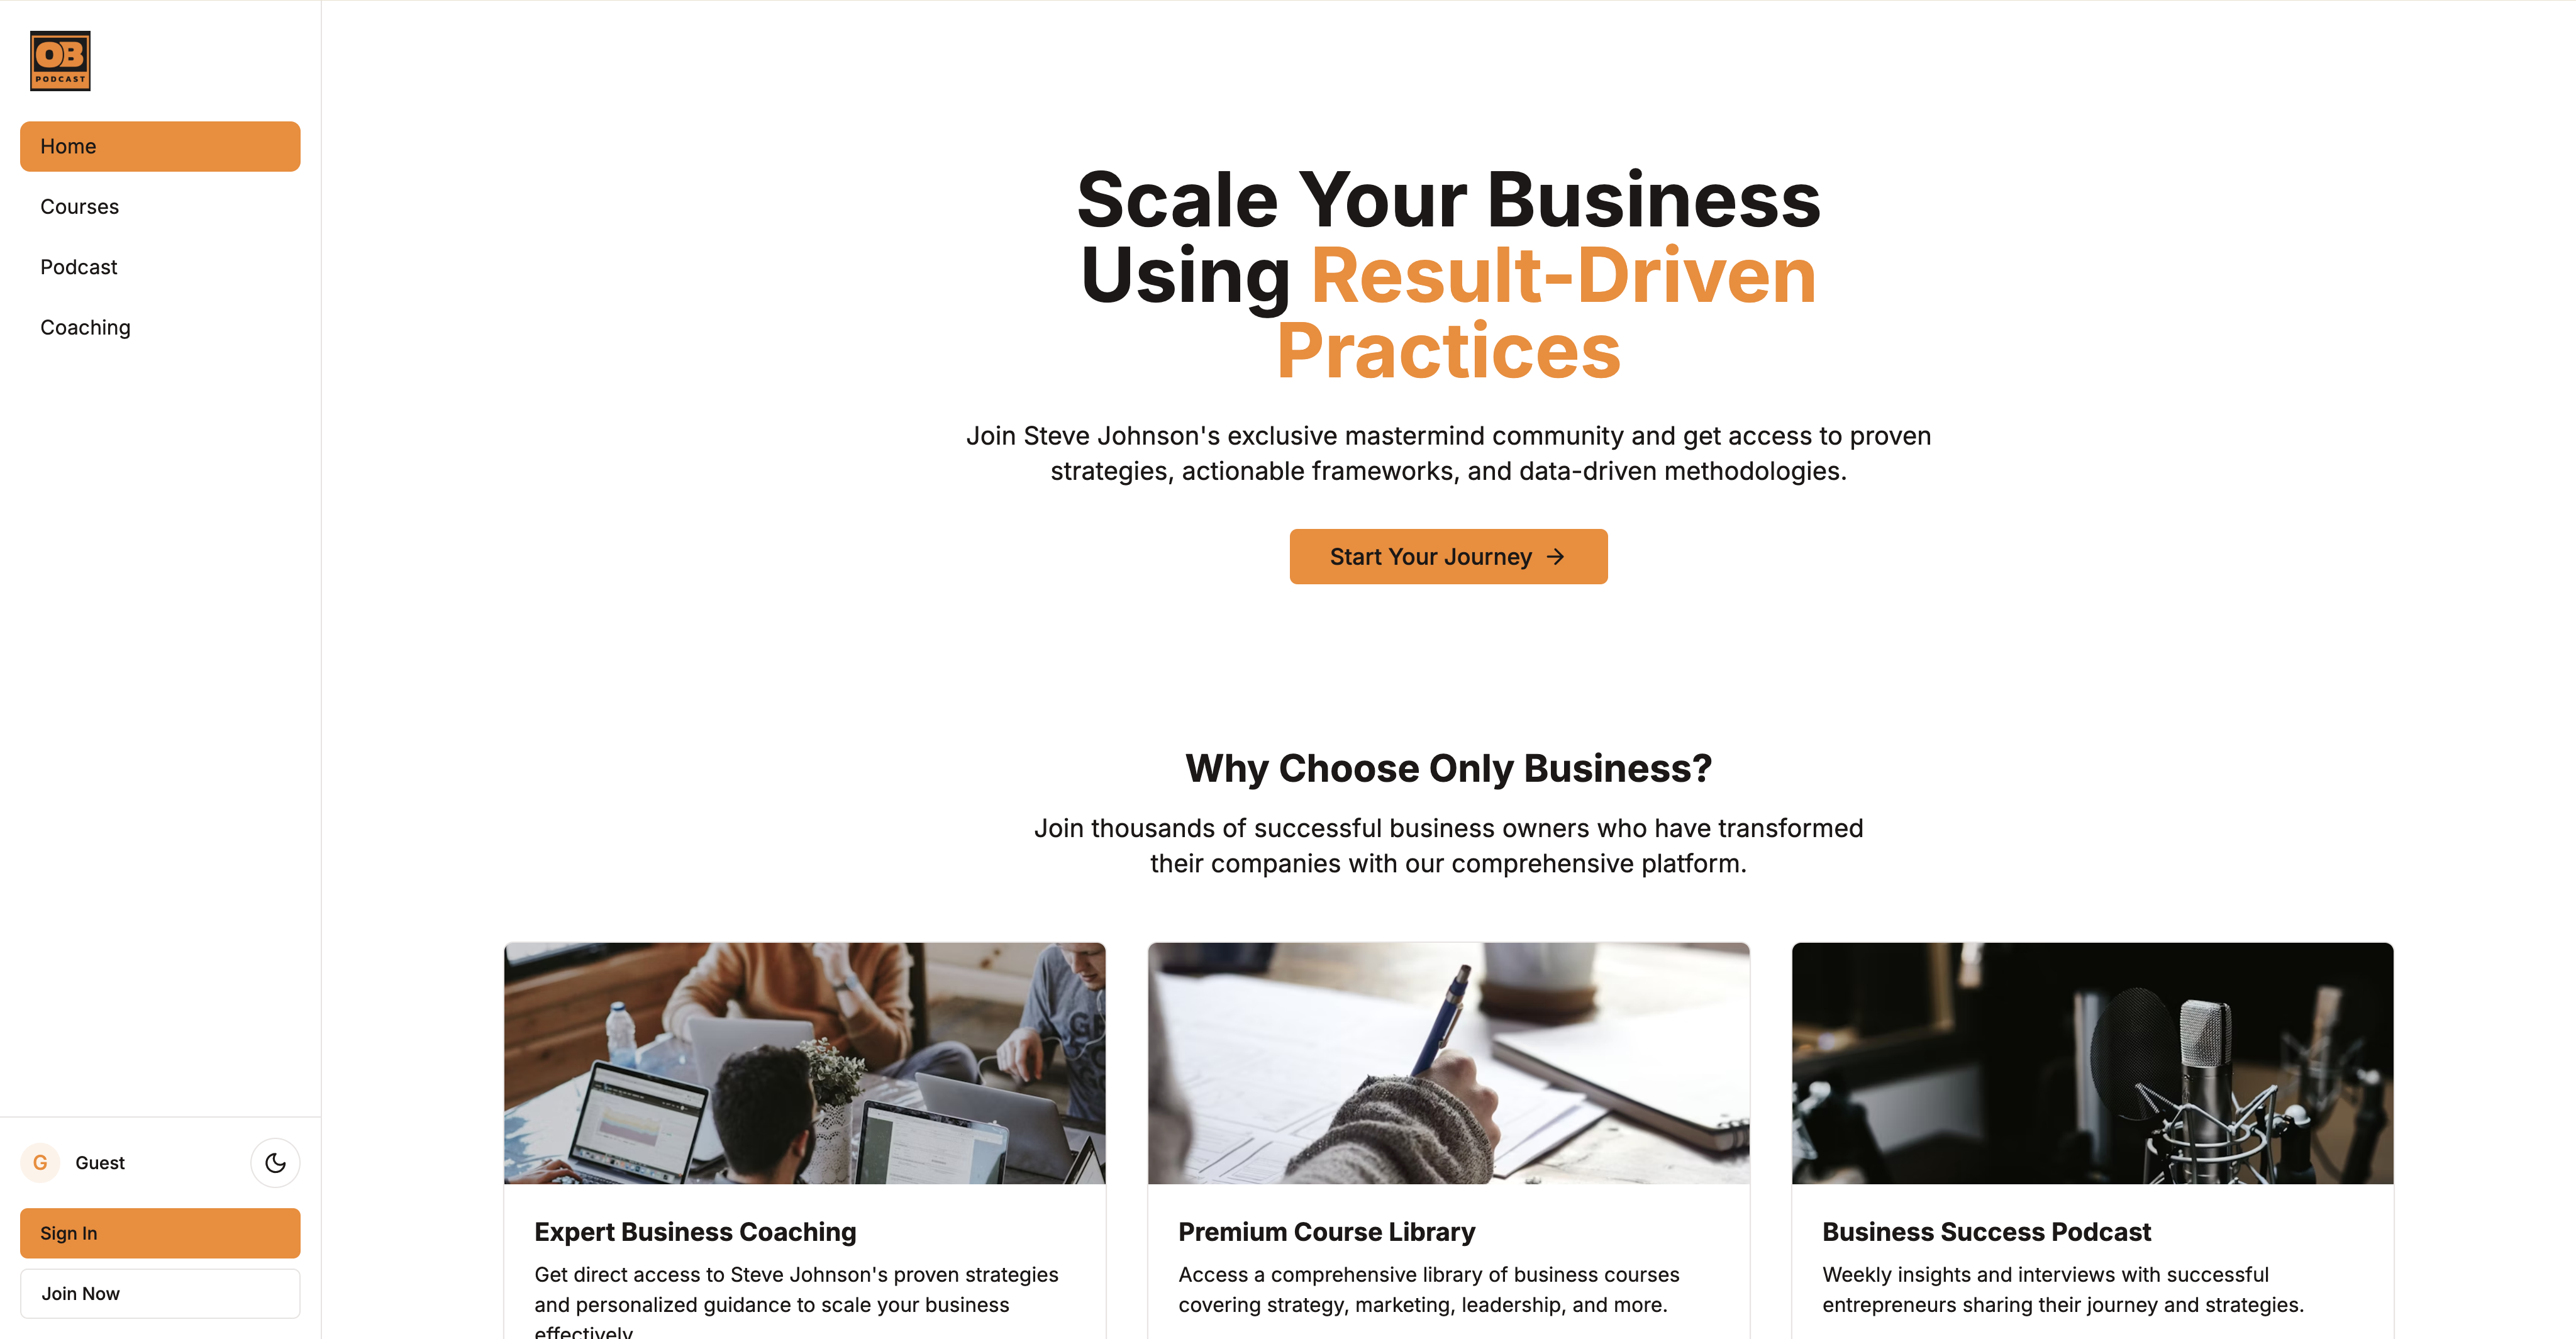 OB
PODCAST
Home
Courses
Podcast
Coaching
Guest
G
Sign In
Join Now
Scale Your Business
Using Result-Driven
Practices
Join Steve Johnson's exclusive mastermind community and get access to proven
strategies, actionable frameworks, and data-driven methodologies.
Start Your Journey →
Why Choose Only Business?
Join thousands of successful business owners who have transformed
their companies with our comprehensive platform.
Expert Business Coaching
Get direct access to Steve Johnson's proven strategies
and personalized guidance to scale your business
effectively.
Premium Course Library
Access a comprehensive library of business courses
covering strategy, marketing, leadership, and more.
Business Success Podcast
Weekly insights and interviews with successful
entrepreneurs sharing their journey and strategies.